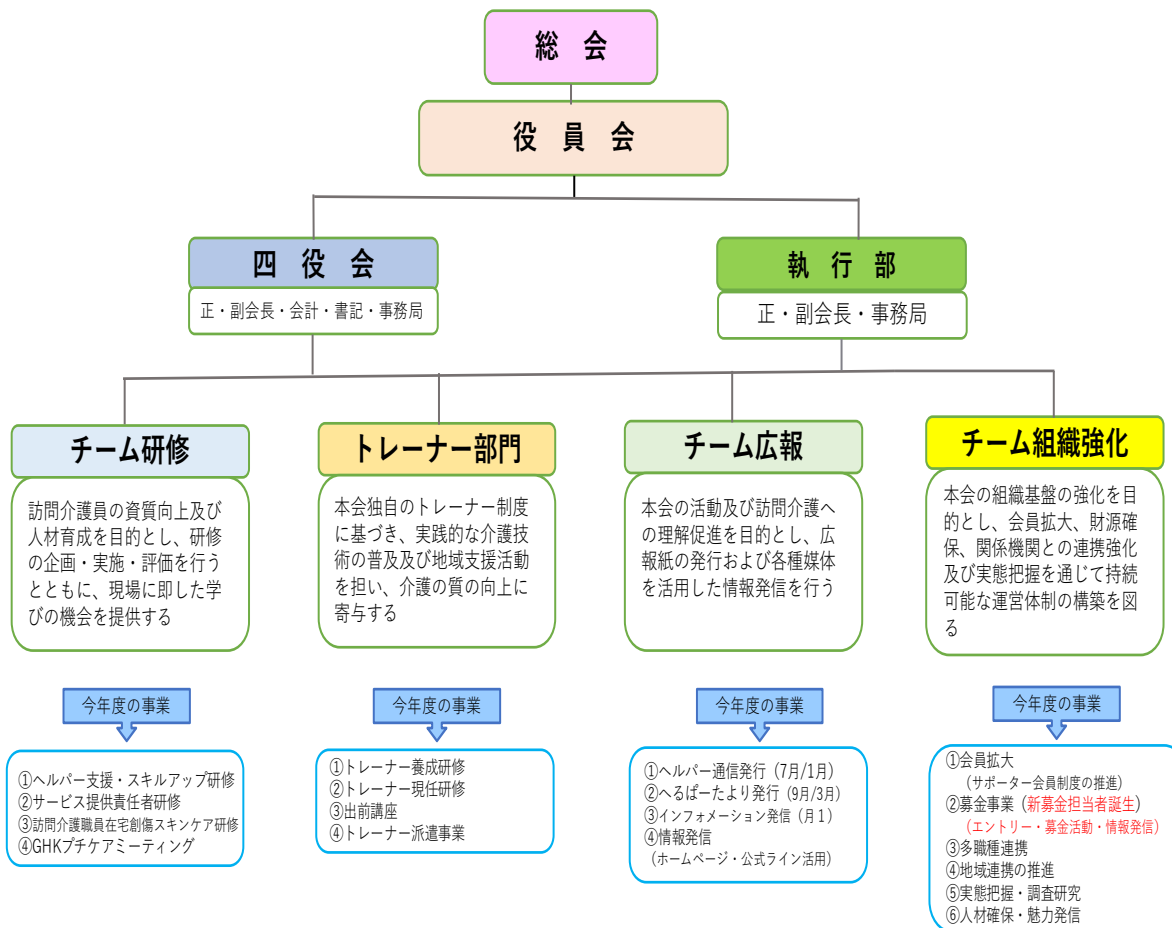 総 会
役 員 会
四 役 会
正・副会長・会計・書記・事務局
執 行 部
正・副会長・事務局
チーム研修
訪問介護員の資質向上及び
人材育成を目的とし、研修
の企画・実施・評価を行う
とともに、現場に即した学
びの機会を提供する
トレーナー部門
本会独自のトレーナー制度
に基づき、実践的な介護技
術の普及及び地域支援活動
を担い、介護の質の向上に
寄与する
チーム広報
本会の活動及び訪問介護へ
の理解促進を目的とし、広
報紙の発行および各種媒体
を活用した情報発信を行う
チーム組織強化
本会の組織基盤の強化を目
的とし、会員拡大、財源確
保、関係機関との連携強化
及び実態把握を通じて持続
可能な運営体制の構築を図
る
今年度の事業
①ヘルパー支援・スキルアップ研修
②サービス提供責任者研修
③訪問介護職員在宅創傷スキンケア研修
④GHKプチケアミーティング
今年度の事業
①トレーナー養成研修
②トレーナー現任研修
③出前講座
④トレーナー派遣事業
今年度の事業
①ヘルパー通信発行（7月/1月）
②へるぱーたより発行（9月/3月）
③インフォメーション発信（月１）
④情報発信
（ホームページ・公式ライン活用）
今年度の事業
①会員拡大
（サポーター会員制度の推進）
②募金事業（新募金担当者誕生）
（エントリー・募金活動・情報発信）
③多職種連携
④地域連携の推進
⑤実態把握・調査研究
⑥人材確保・魅力発信